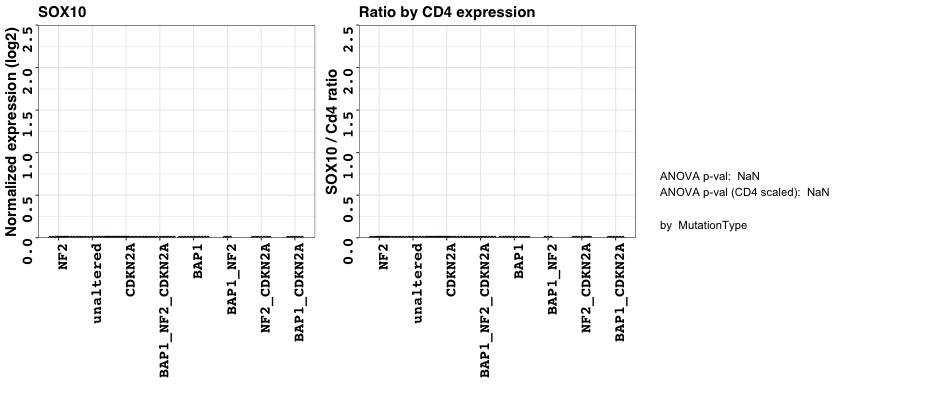 SOX10
Normalized expression (log2)
2.5
2.0
1.5
1.0
0.5
0.0
NF2
unaltered
CDKN2A
BAP1_NF2_CDKN2A
BAP1
BAP1_NF2
NF2_CDKN2A
BAP1_CDKN2A
Ratio by CD4 expression
SOX10 / Cd4 ratio
2.5
2.0
1.5
1.0
0.5
0.0
NF2
unaltered
CDKN2A
BAP1_NF2_CDKN2A
BAP1
BAP1_NF2
NF2_CDKN2A
BAP1_CDKN2A
ANOVA p-val:  NaN
ANOVA p-val (CD4 scaled):  NaN
by  MutationType